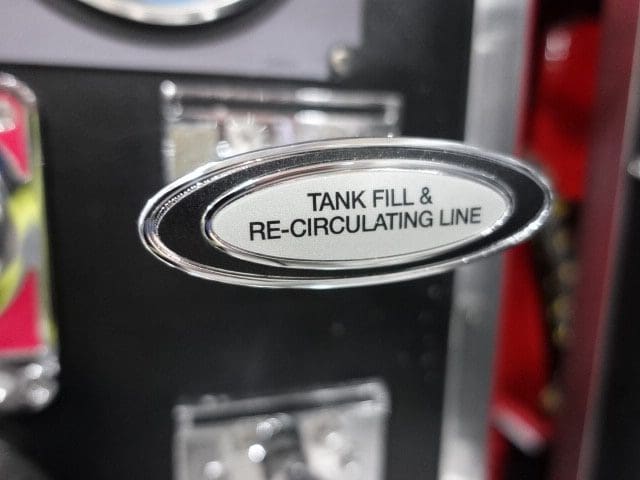 TANK FILL &
RE-CIRCULATING LINE